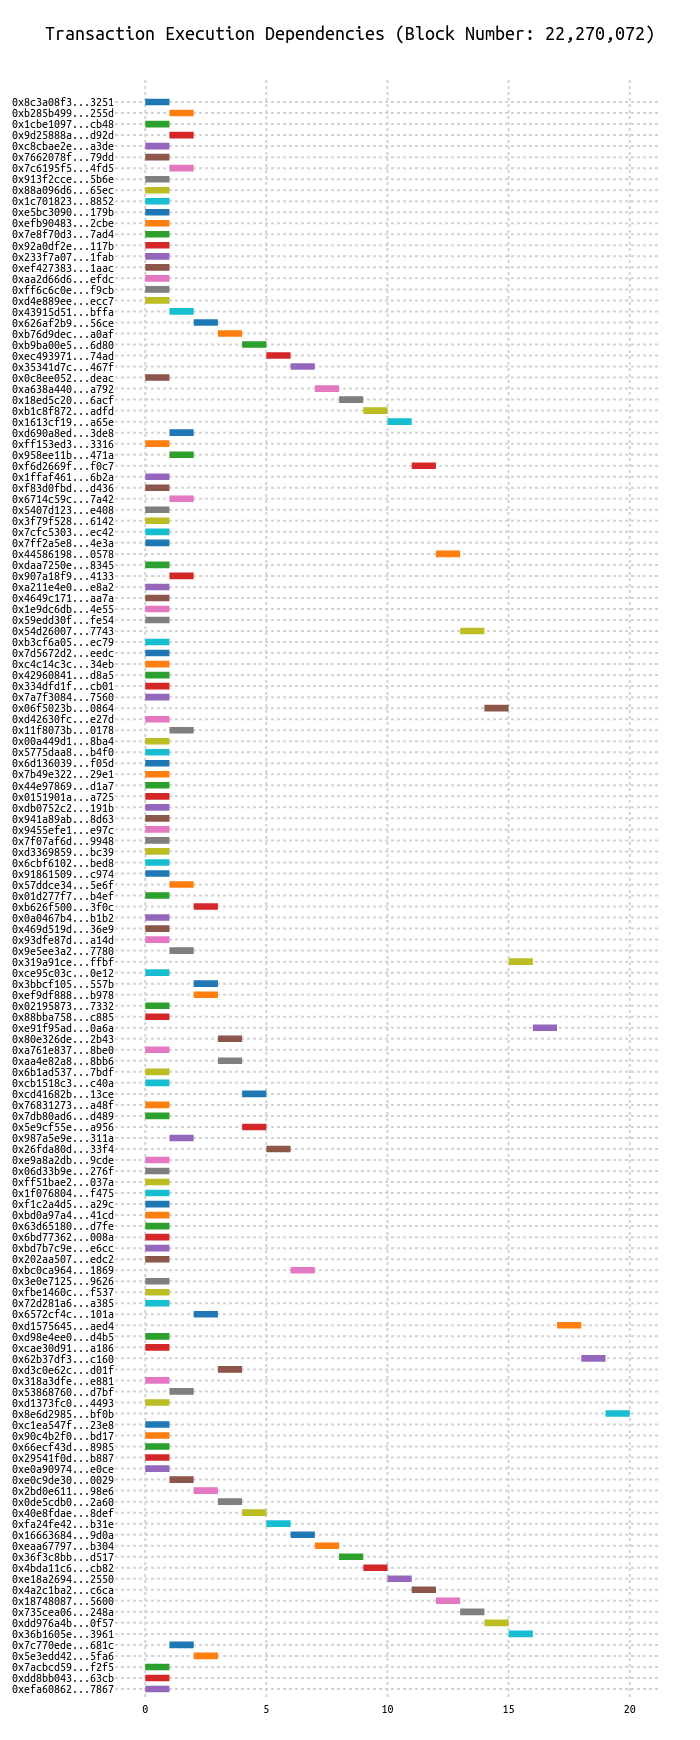 Transaction Execution Dependencies (Block Number: 22,270,072)
0x8c3a08f3...3251
0xb285b499...255d
0x1cbe1097...cb48
0x9d25888a...d92d
0xc8cbae2e...a3de
0x7662078f...79dd
0x7c6195f5...4fd5
0x913f2cce...5b6e
0x88a096d6...65ec
0x1c701823...8852
0xe5bc3090...179b
0xefb90483...2cbe
0x7e8f70d3...7ad4
0x92a0df2e...117b
0x233f7a07...1fab
0xef427383...1aac
0xaa2d66d6...efdc
0xff6c6c0e...f9cb
0xd4e889ee...ecc7
0x43915d51...bffa
0x626af2b9...56ce
0xb76d9dec...a0af
0xb9ba00e5...6d80
0xec493971...74ad
0x35341d7c...467f
0x0c8ee052...deac
0xa638a440...a792
0x18ed5c20...6acf
0xb1c8f872...adfd
0x1613cf19...a65e
0xd690a8ed...3de8
0xff153ed3...3316
0x958ee11b...471a
0xf6d2669f...f0c7
0x1ffaf461...6b2a
0xf83d0fbd...d436
0x6714c59c...7a42
0x5407d123...e408
0x3f79f528...6142
0x7cfc5303...ec42
0x7ff2a5e8...4e3a
0x44586198...0578
0xdaa7250e...8345
0x907a18f9...4133
0xa211e4e0...e8a2
0x4649c171...aa7a
0x1e9dc6db...4e55
0x59edd30f...fe54
0x54d26007...7743
0xb3cf6a05...ec79
0x7d5672d2...eedc
0xc4c14c3c...34eb
0x42960841...d8a5
0x334dfd1f...cb01
0x7a7f3084...7560
0x06f5023b...0864
0xd42630fc...e27d
0x11f8073b...0178
0x00a449d1...8ba4
0x5775daa8...b4f0
0x6d136039...f05d
0x7b49e322...29e1
0x44e97869...d1a7
0x0151901a...a725
0xdb0752c2...191b
0x941a89ab...8d63
0x9455efe1...e97c
0x7f07af6d...9948
0xd3369859...bc39
0x6cbf6102...bed8
0x91861509...c974
0x57ddce34...5e6f
0x01d277f7...b4ef
0xb626f500...3f0c
0x0a0467b4...b1b2
0x469d519d...36e9
0x93dfe87d...a14d
0x9e5ee3a2...7780
0x319a91ce...ffbf
0xce95c03c...0e12
0x3bbcf105...557b
0xef9df888...b978
0x02195873...7332
0x88bba758...c885
0xe91f95ad...0a6a
0x80e326de...2b43
0xa761e837...8be0
0xaa4e82a8...8bb6
0x6b1ad537...7bdf
0xcb1518c3...c40a
0xcd41682b...13ce
0x76831273...a48f
0x7db80ad6...d489
0x5e9cf55e...a956
0x987a5e9e...311a
0x26fda80d...33f4
0xe9a8a2db...9cde
0x06d33b9e...276f
0xff51bae2...037a
0x1f076804...f475
0xf1c2a4d5...a29c
0xbd0a97a4...41cd
0x63d65180...d7fe
0x6bd77362...008a
0xbd7b7c9e...e6cc
0x202aa507...edc2
0xbc0ca964...1869
0x3e0e7125...9626
0xfbe1460c...f537
0x72d281a6...a385
0x6572cf4c...101a
0xd1575645...aed4
0xd98e4ee0...d4b5
0xcae30d91...a186
0x62b37df3...c160
0xd3c0e62c...d01f
0x318a3dfe...e881
0x53868760...d7bf
0xd1373fc0...4493
0x8e6d2985...bf0b
0xc1ea547f...23e8
0x90c4b2f0...bd17
0x66ecf43d...8985
0x29541f0d...b887
0xe0a90974...e0ce
0xe0c9de30...0029
0x2bd0e611...98e6
0x0de5cdb0...2a60
0x40e8fdae...8def
0xfa24fe42...b31e
0x16663684...9d0a
0xeaa67797...b304
0x36f3c8bb...d517
0x4bda11c6...cb82
0xe18a2694...2550
0x4a2c1ba2...c6ca
0x18748087...5600
0x735cea06...248a
0xdd976a4b...0f57
0x36b1605e...3961
0x7c770ede...681c
0x5e3edd42...5fa6
0x7acbcd59...f2f5
0xdd8bb043...63cb
0xefa60862...7867
0 5 10 15 20